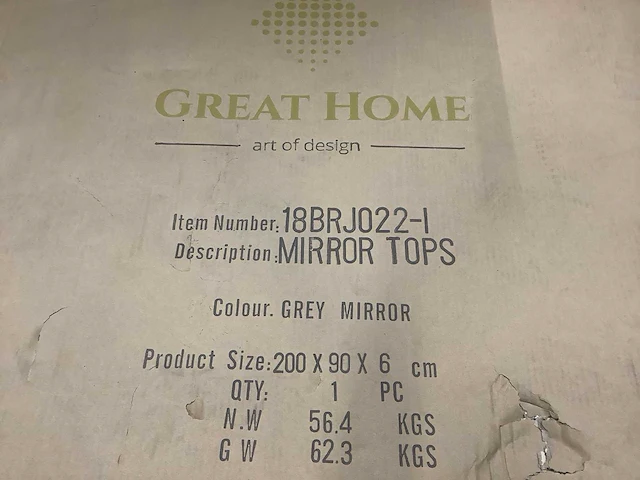 GREAT HOME
art of design
Item Number: 18BRJ022-1
Description: MIRROR TOPS
Colour. GREY MIRROR
Product Size: 200 X 90 X 6 cm
QTY: 1 PC
N.W 56.4 KGS
G W 62.3 KGS